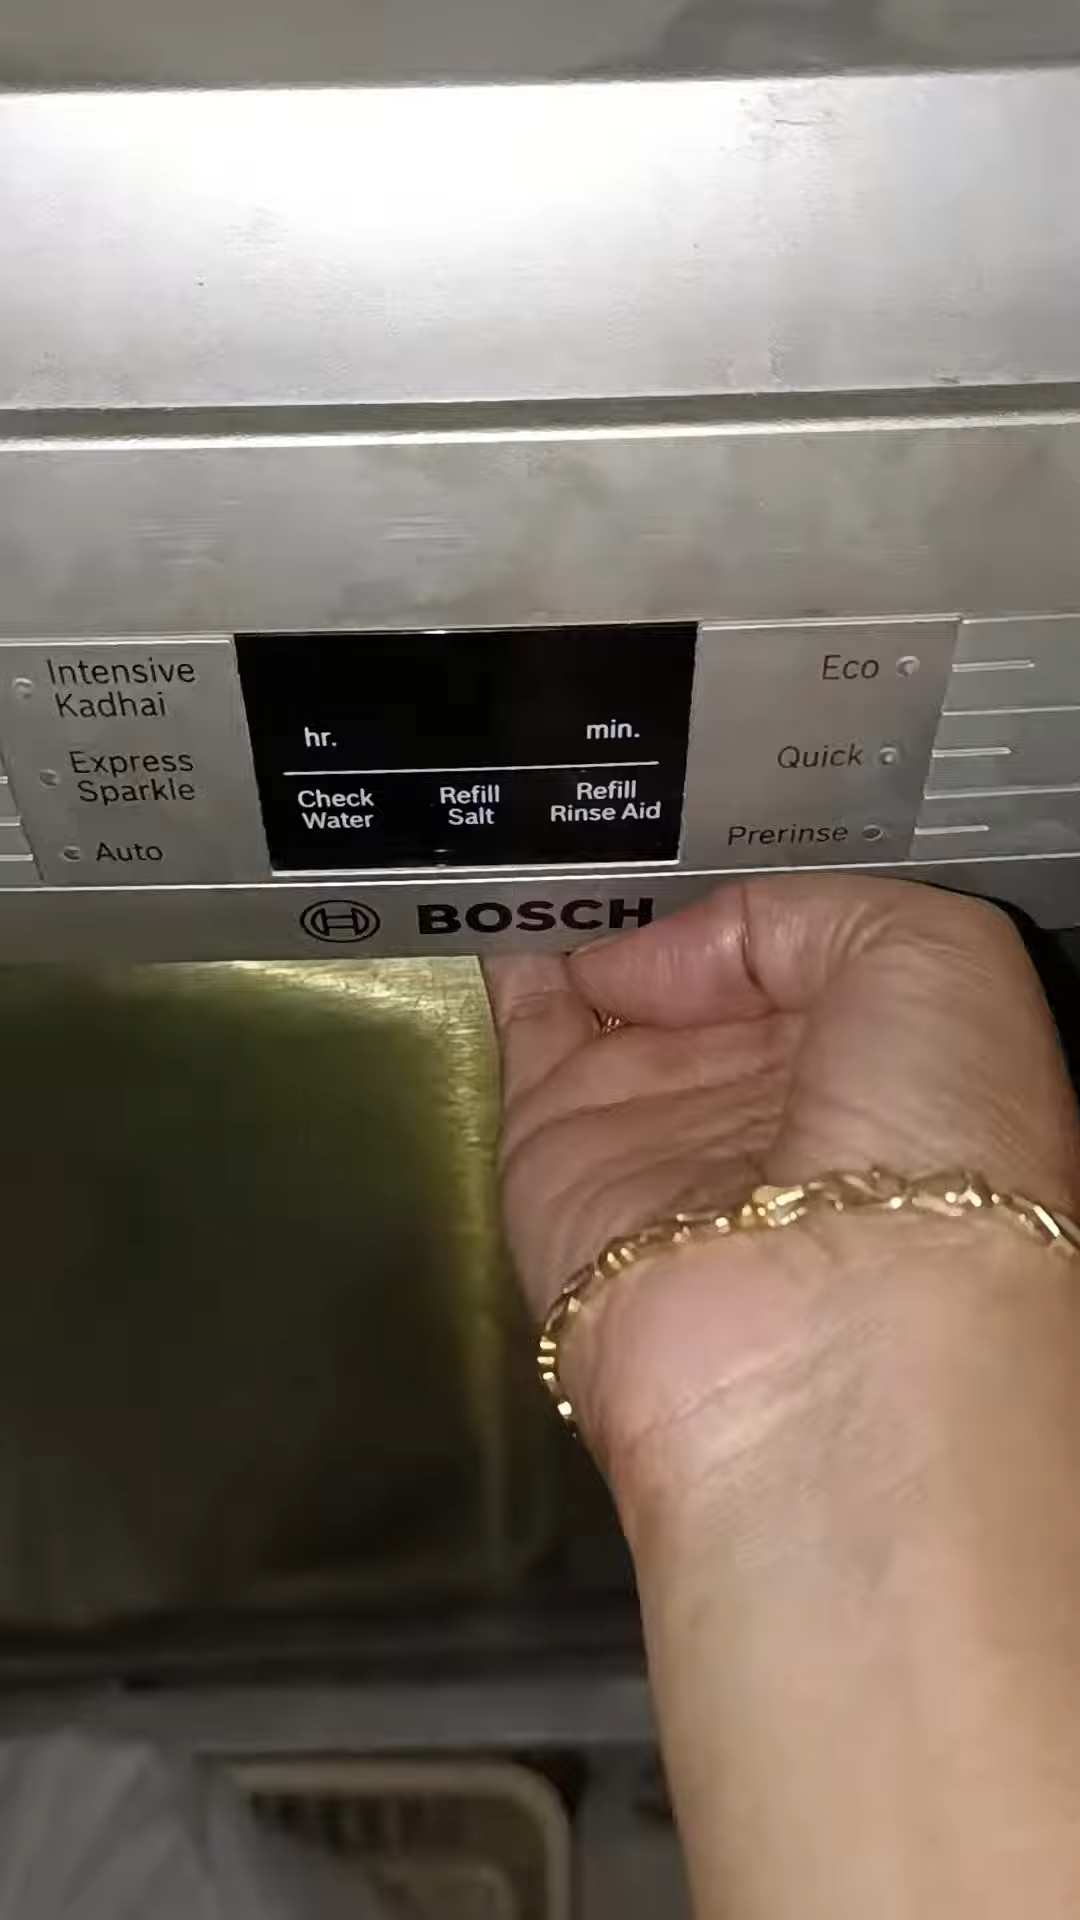 Intensive
Kadhai
Express
Sparkle
Auto
hr.
min.
Check
Water
Refill
Salt
Refill
Rinse Aid
Eco
Quick
Prerinse
BOSCH